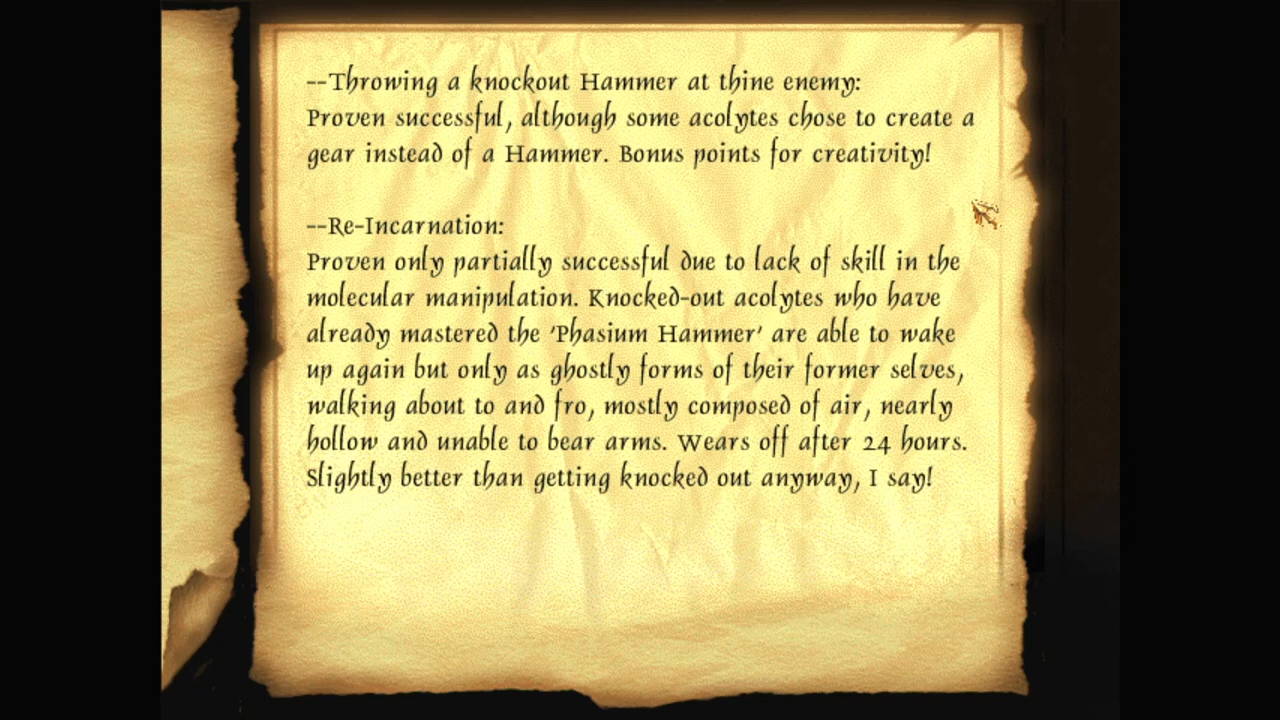 --Throwing a knockout Hammer at thine enemy:
Proven successful, although some acolytes chose to create a
gear instead of a Hammer. Bonus points for creativity!
--Re-Incarnation:
Proven only partially successful due to lack of skill in the
molecular manipulation. Knocked-out acolytes who have
already mastered the 'Phasium Hammer' are able to wake
up again but only as ghostly forms of their former selves,
walking about to and fro, mostly composed of air, nearly
hollow and unable to bear arms. Wears off after 24 hours.
Slightly better than getting knocked out anyway, I say!